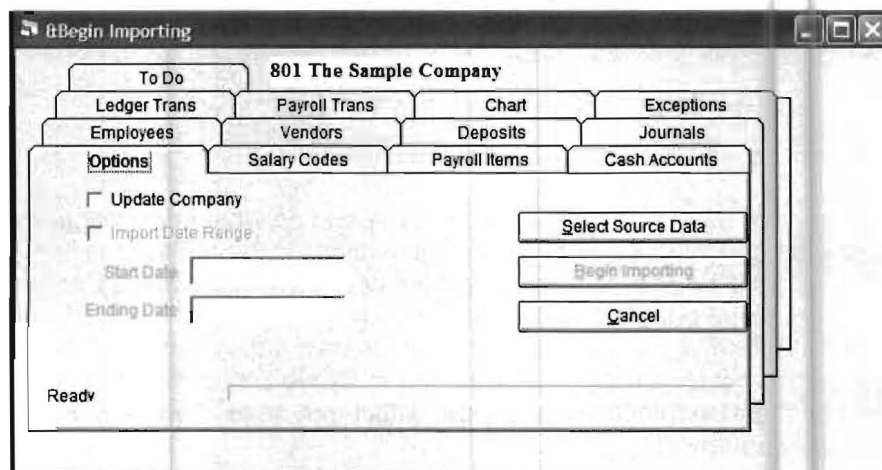 &Begin Importing
To Do
801 The Sample Company
Ledger Trans
Payroll Trans
Chart
Exceptions
Employees
Vendors
Deposits
Journals
Options
Salary Codes
Payroll Items
Cash Accounts
Update Company
Import Date Range
Start Date
Ending Date
Select Source Data
Begin Importing
Cancel
Ready